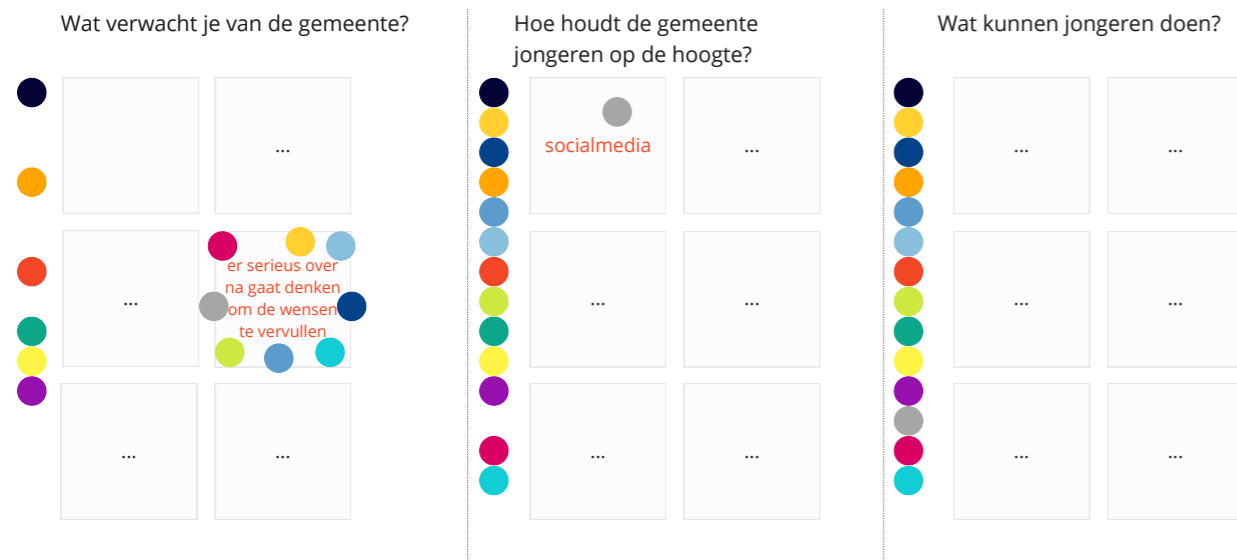 Wat verwacht je van de gemeente?
...
...
er serieus over
na gaat denken
om de wensen
te vervullen
...
...
Hoe houdt de gemeente
jongeren op de hoogte?
socialmedia
...
...
...
...
...
Wat kunnen jongeren doen?
...
...
...
...
...
...